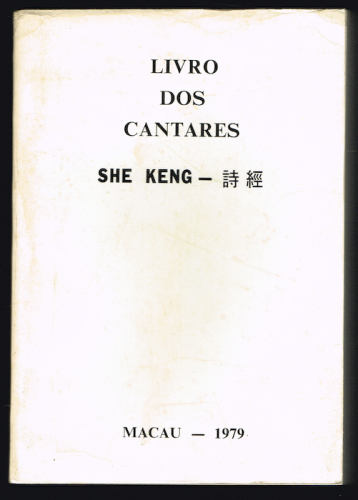 LIVRO
DOS
CANTARES
SHE KENG — 詩經
MACAU — 1979